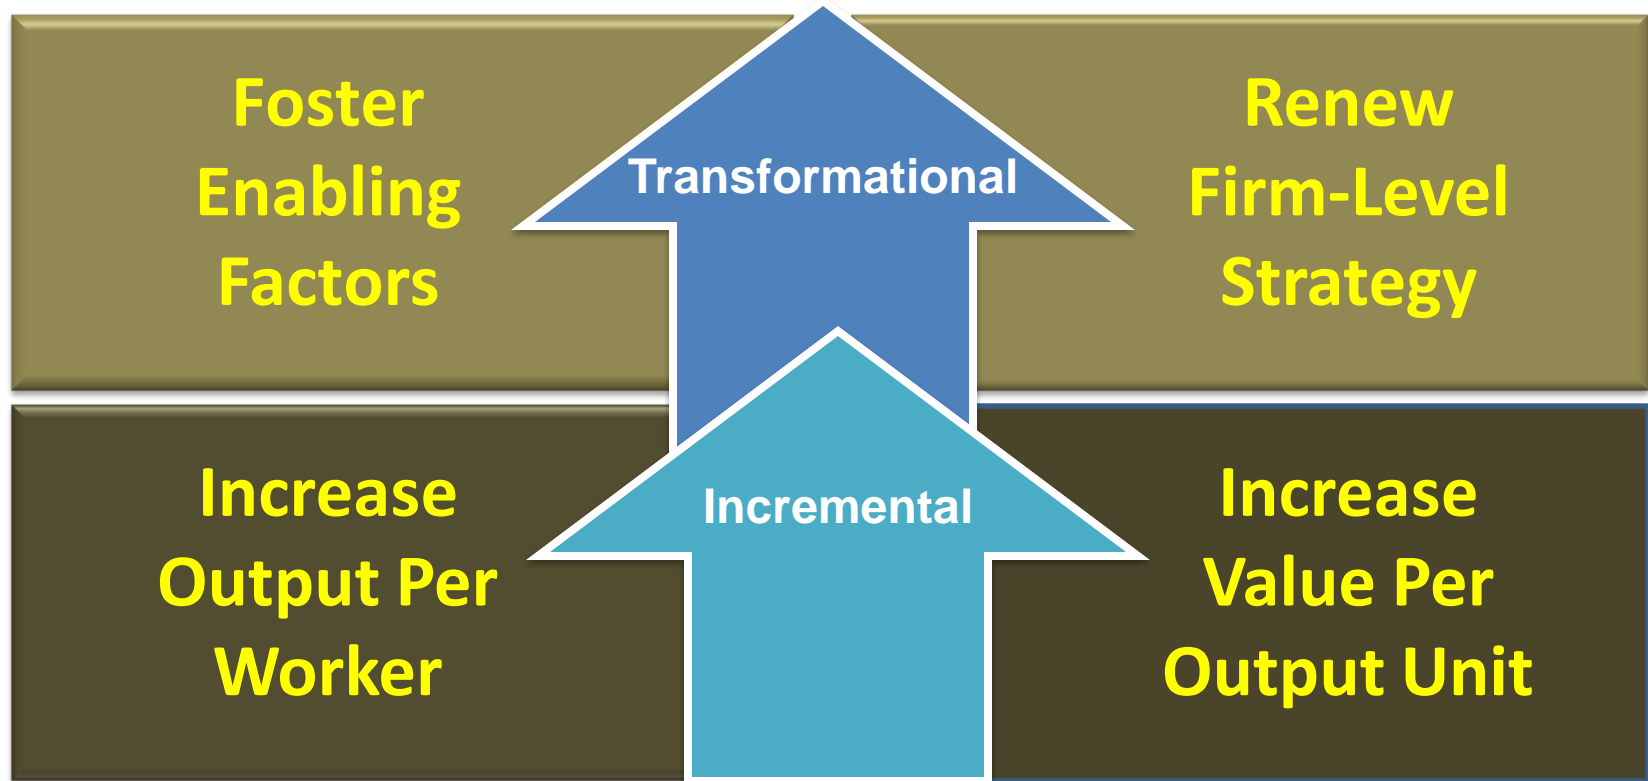 Foster
Enabling
Factors
Transformational
Renew
Firm-Level
Strategy
Increase
Output Per
Worker
Incremental
Increase
Value Per
Output Unit